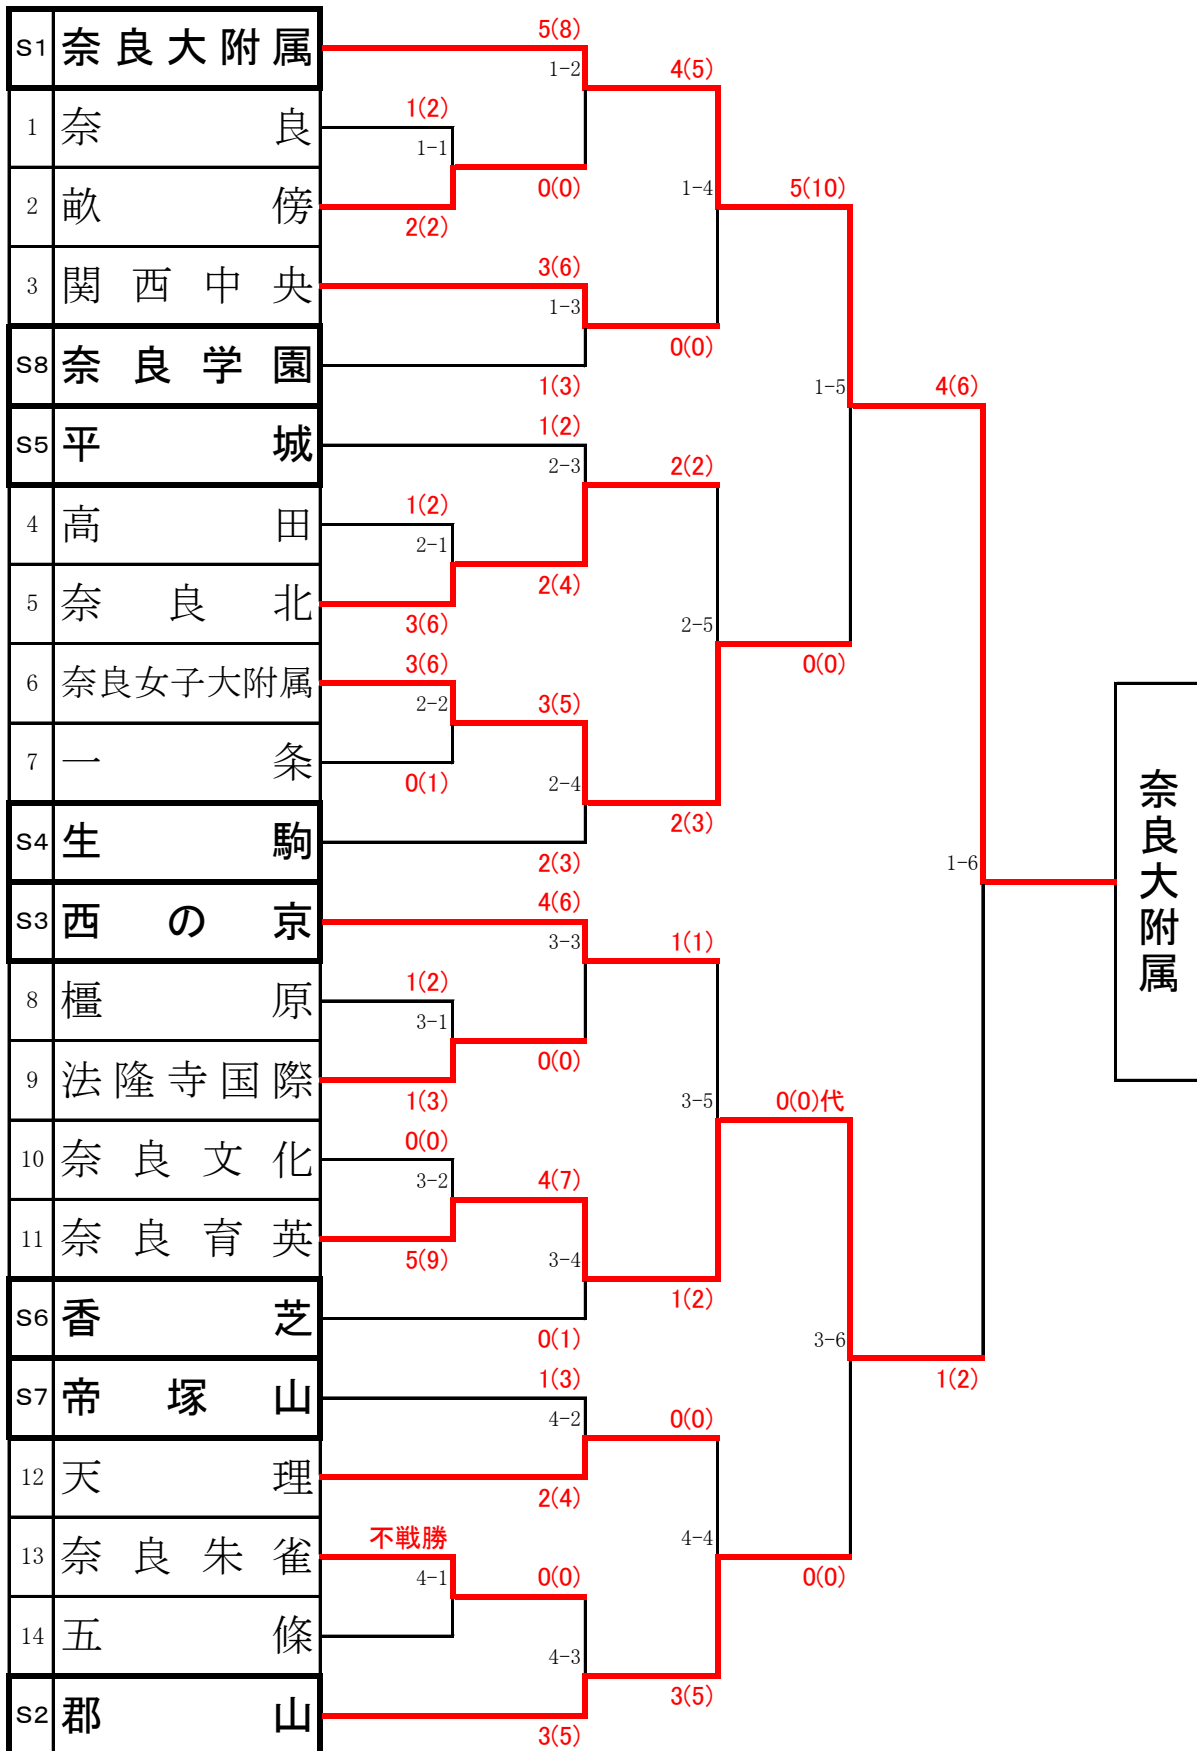 S1 奈良大附属
1 奈良
2 畝傍
3 関西中央
S8 奈良学園
S5 平城
4 高田
5 奈良北
6 奈良女子大附属
7 一条
S4 生駒
S3 西の京
8 橿原
9 法隆寺国際
10 奈良文化
11 奈良育英
S6 香芝
S7 帝塚山
12 天理
13 奈良朱雀
14 五條
S2 郡山
1(2)
1-1
2(2)
1(2)
2-1
3(6)
3(6)
2-2
0(1)
1(2)
3-1
1(3)
0(0)
3-2
5(9)
不戦勝
4-1
5(8)
1-2
0(0)
3(6)
1-3
1(3)
1(2)
2-3
2(4)
3(5)
2-4
2(3)
4(6)
3-3
0(0)
4(7)
3-4
0(1)
1(3)
4-2
2(4)
0(0)
4-3
3(5)
4(5)
1-4
0(0)
2(2)
2-5
2(3)
1(1)
3-5
1(2)
0(0)
4-4
3(5)
5(10)
1-5
0(0)
0(0)代
3-6
0(0)
4(6)
1-6
1(2)
奈良大附属